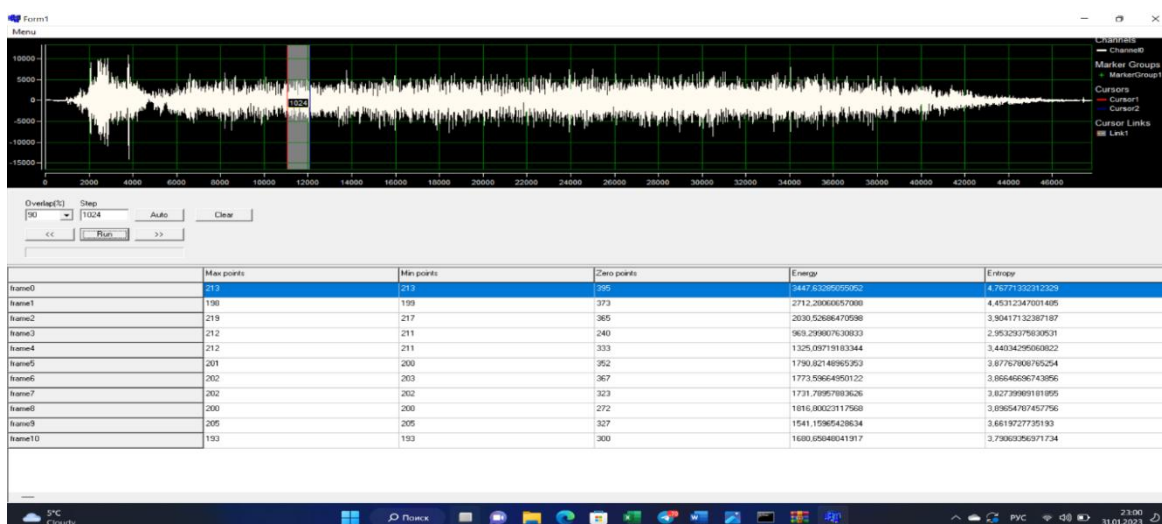 Form1
Menu
Channels
Channel0
Marker Groups
MarkerGroup1
Cursors
Cursor1
Cursor2
Cursor Links
Link1
10000
5000
0
-5000
-10000
-15000
1024
0 2000 4000 6000 8000 10000 12000 14000 16000 18000 20000 22000 24000 26000 28000 30000 32000 34000 36000 38000 40000 42000 44000 46000
Overlap(%) Step
90 1024 Auto Clear
<< Run >>
Max points Min points Zero points Energy Entropy
frame0 213 213 395 3447,63285055052 4,76771332312329
frame1 198 199 373 2712,28060657088 4,45312347001485
frame2 219 217 365 2030,52686470598 3,90417132387187
frame3 212 211 240 969,299807630833 2,95329375830531
frame4 212 211 333 1325,09719183344 3,44034295060822
frame5 201 200 352 1790,82148965353 3,87767808765254
frame6 202 203 367 1773,59664950122 3,86646696743856
frame7 202 202 323 1731,78957883626 3,82739989181855
frame8 200 200 272 1816,80023117568 3,89654787457756
frame9 205 205 327 1541,15965428634 3,6619727735193
frame10 193 193 300 1680,65848041917 3,79069356971734
5°C
Cloudy
Поиск
РУС
23:00
31.01.2023